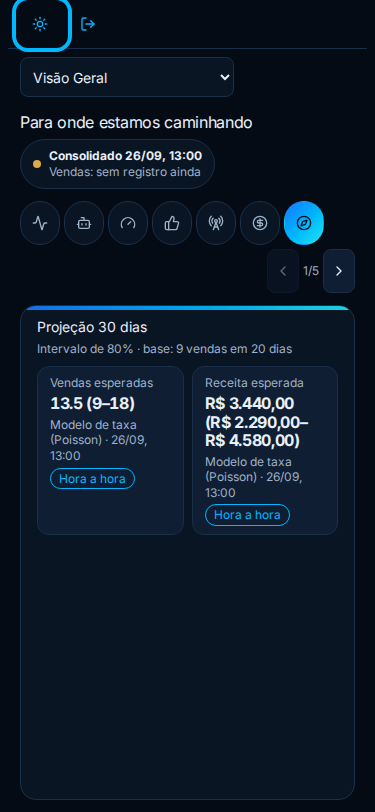 Visão Geral
Para onde estamos caminhando
Consolidado 26/09, 13:00
Vendas: sem registro ainda
1/5
Projeção 30 dias
Intervalo de 80% · base: 9 vendas em 20 dias
Vendas esperadas
13.5 (9–18)
Modelo de taxa
(Poisson) · 26/09,
13:00
Hora a hora
Receita esperada
R$ 3.440,00
(R$ 2.290,00–
R$ 4.580,00)
Modelo de taxa
(Poisson) · 26/09,
13:00
Hora a hora